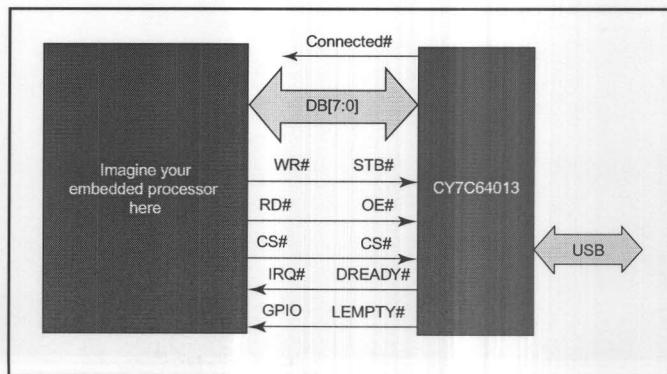 Connected#
DB[7:0]
Imagine your
embedded processor
here
WR# STB#
CY7C64013
RD# OE#
CS# CS#
USB
IRQ# DREADY#
GPIO LEMPTY#